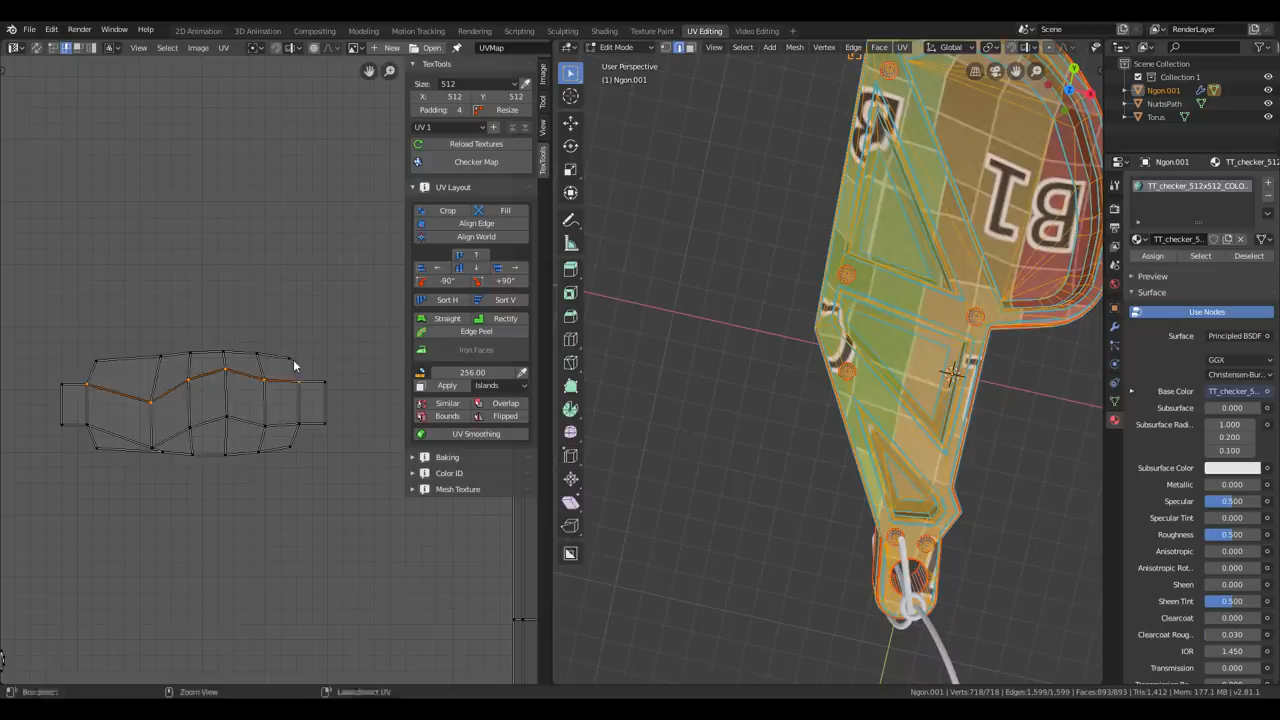 File Edit Render Window Help 2D Animation 3D Animation Compositing Modeling Motion Tracking Rendering Scripting Sculpting Shading Texture Paint UV Editing Video Editing Scene RenderLayer
View Select Image UV New Open UVMap Edit Mode View Select Add Mesh Vertex Edge Face UV Global
TextTools
User Perspective
(1) Ngon.001
Scene Collection
Collection 1
Ngon.001
NurbsPath
Torus
Size: 512
X: 512 Y: 512
Padding: 4 Resize
UV 1
Reload Textures
Checker Map
UV Layout
Crop Fill
Align Edge
Align World
-90° +90°
Sort H Sort V
Straight Rectify
Edge Peel
Iron Faces
256.00
Apply Islands
Similar Overlap
Bounds Flipped
UV Smoothing
Baking
Color ID
Mesh Texture
Image
Tool
View
TexTools
B1
Ngon.001 TT_checker_512
TT_checker_512x512_COLO..
TT_checker_5..
Assign Select Deselect
Preview
Surface
Use Nodes
Surface: Principled BSDF
GGX
Christensen-Bur..
Base Color TT_checker_5..
Subsurface 0.000
Subsurface Radi.. 1.000
0.200
0.100
Subsurface Color
Metallic 0.000
Specular 0.500
Specular Tint 0.000
Roughness 0.500
Anisotropic 0.000
Anisotropic Rot.. 0.000
Sheen 0.000
Sheen Tint 0.500
Clearcoat 0.000
Clearcoat Roug.. 0.030
IOR 1.450
Transmission 0.000
Zoom View
Ngon.001 | Verts:718/718 | Edges:1,599/1,599 | Faces:893/893 | Tris:1,412 | Mem: 177.1 MB | v2.81.1